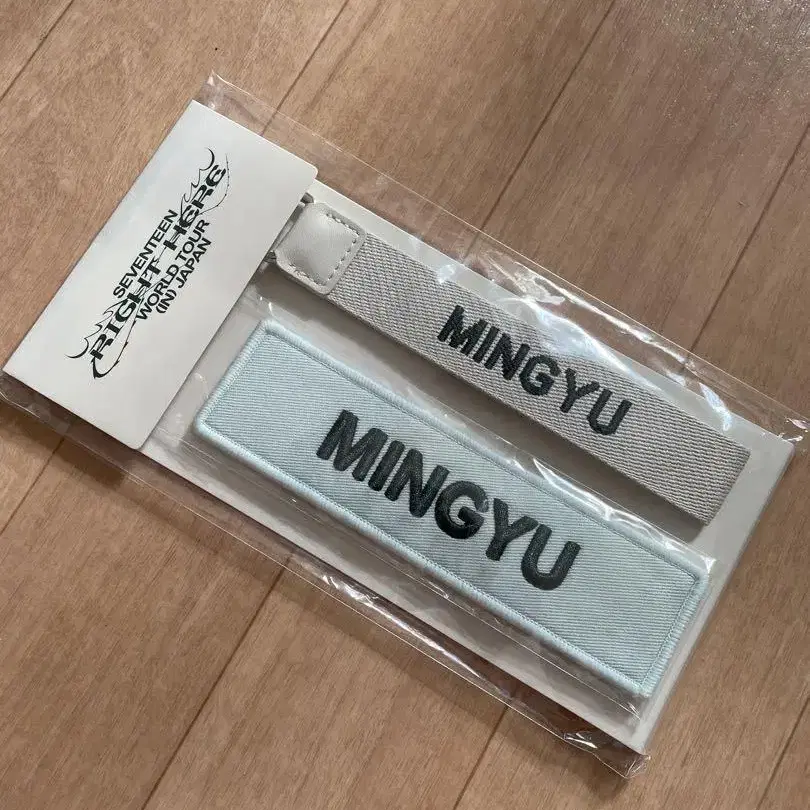 SEVENTEEN
RIGHT HERE
WORLD TOUR
(IN) JAPAN
MINGYU
MINGYU